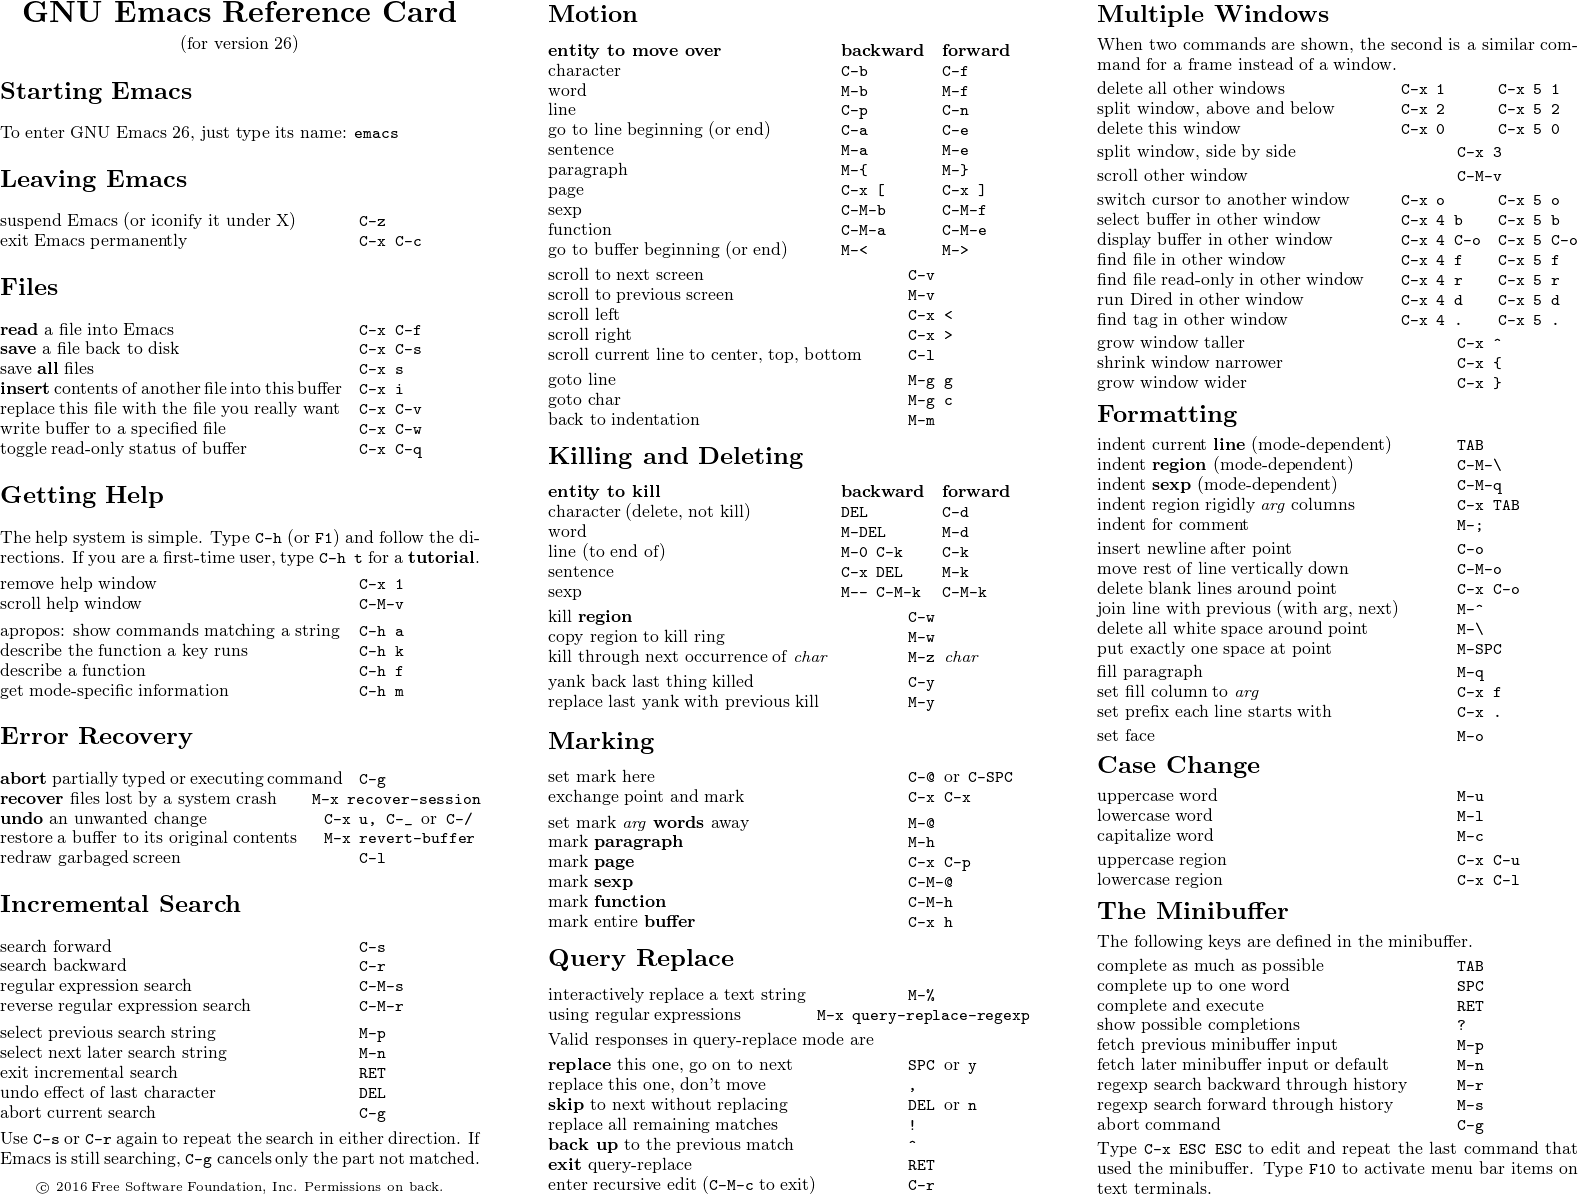 GNU Emacs Reference Card
(for version 26)
Starting Emacs
To enter GNU Emacs 26, just type its name: emacs
Leaving Emacs
suspend Emacs (or iconify it under X) C-z
exit Emacs permanently C-x C-c
Files
read a file into Emacs C-x C-f
save a file back to disk C-x C-s
save all files C-x s
insert contents of another file into this buffer C-x i
replace this file with the file you really want C-x C-v
write buffer to a specified file C-x C-w
toggle read-only status of buffer C-x C-q
Getting Help
The help system is simple. Type C-h (or F1) and follow the di-
rections. If you are a first-time user, type C-h t for a tutorial.
remove help window C-x 1
scroll help window C-M-v
apropos: show commands matching a string C-h a
describe the function a key runs C-h k
describe a function C-h f
get mode-specific information C-h m
Error Recovery
abort partially typed or executing command C-g
recover files lost by a system crash M-x recover-session
undo an unwanted change C-x u, C-_ or C-/
restore a buffer to its original contents M-x revert-buffer
redraw garbaged screen C-l
Incremental Search
search forward C-s
search backward C-r
regular expression search C-M-s
reverse regular expression search C-M-r
select previous search string M-p
select next later search string M-n
exit incremental search RET
undo effect of last character DEL
abort current search C-g
Use C-s or C-r again to repeat the search in either direction. If
Emacs is still searching, C-g cancels only the part not matched.
© 2016 Free Software Foundation, Inc. Permissions on back.
Motion
entity to move over backward forward
character C-b C-f
word M-b M-f
line C-p C-n
go to line beginning (or end) C-a C-e
sentence M-a M-e
paragraph M-{ M-}
page C-x [ C-x ]
sexp C-M-b C-M-f
function C-M-a C-M-e
go to buffer beginning (or end) M-< M->
scroll to next screen C-v
scroll to previous screen M-v
scroll left C-x <
scroll right C-x >
scroll current line to center, top, bottom C-l
goto line M-g g
goto char M-g c
back to indentation M-m
Killing and Deleting
entity to kill backward forward
character (delete, not kill) DEL C-d
word M-DEL M-d
line (to end of) M-0 C-k C-k
sentence C-x DEL M-k
sexp M-- C-M-k C-M-k
kill region C-w
copy region to kill ring M-w
kill through next occurrence of char M-z char
yank back last thing killed C-y
replace last yank with previous kill M-y
Marking
set mark here C-@ or C-SPC
exchange point and mark C-x C-x
set mark arg words away M-@
mark paragraph M-h
mark page C-x C-p
mark sexp C-M-@
mark function C-M-h
mark entire buffer C-x h
Query Replace
interactively replace a text string M-%
using regular expressions M-x query-replace-regexp
Valid responses in query-replace mode are
replace this one, go on to next SPC or y
replace this one, don't move ,
skip to next without replacing DEL or n
replace all remaining matches !
back up to the previous match ^
exit query-replace RET
enter recursive edit (C-M-c to exit) C-r
Multiple Windows
When two commands are shown, the second is a similar com-
mand for a frame instead of a window.
delete all other windows C-x 1 C-x 5 1
split window, above and below C-x 2 C-x 5 2
delete this window C-x 0 C-x 5 0
split window, side by side C-x 3
scroll other window C-M-v
switch cursor to another window C-x o C-x 5 o
select buffer in other window C-x 4 b C-x 5 b
display buffer in other window C-x 4 C-o C-x 5 C-o
find file in other window C-x 4 f C-x 5 f
find file read-only in other window C-x 4 r C-x 5 r
run Dired in other window C-x 4 d C-x 5 d
find tag in other window C-x 4 . C-x 5 .
grow window taller C-x ^
shrink window narrower C-x {
grow window wider C-x }
Formatting
indent current line (mode-dependent) TAB
indent region (mode-dependent) C-M-\
indent sexp (mode-dependent) C-M-q
indent region rigidly arg columns C-x TAB
indent for comment M-;
insert newline after point C-o
move rest of line vertically down C-M-o
delete blank lines around point C-x C-o
join line with previous (with arg, next) M-^
delete all white space around point M-\
put exactly one space at point M-SPC
fill paragraph M-q
set fill column to arg C-x f
set prefix each line starts with C-x .
set face M-o
Case Change
uppercase word M-u
lowercase word M-l
capitalize word M-c
uppercase region C-x C-u
lowercase region C-x C-l
The Minibuffer
The following keys are defined in the minibuffer.
complete as much as possible TAB
complete up to one word SPC
complete and execute RET
show possible completions ?
fetch previous minibuffer input M-p
fetch later minibuffer input or default M-n
regexp search backward through history M-r
regexp search forward through history M-s
abort command C-g
Type C-x ESC ESC to edit and repeat the last command that
used the minibuffer. Type F10 to activate menu bar items on
text terminals.